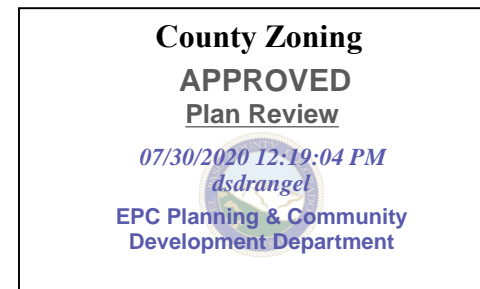 County Zoning
APPROVED
Plan Review
07/30/2020 12:19:04 PM
dsdrangel
EPC Planning & Community
Development Department